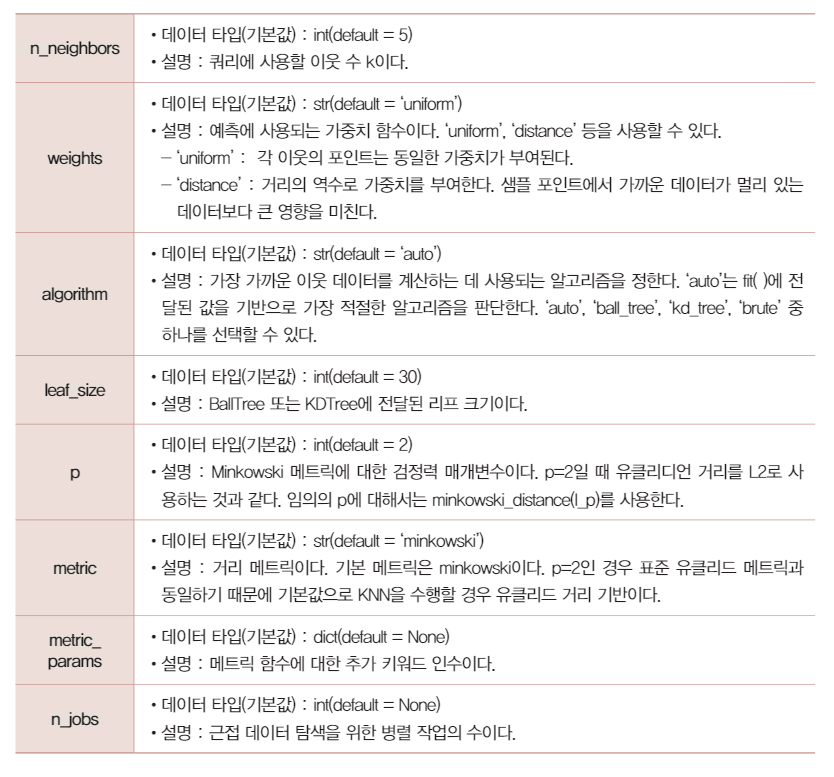 n_neighbors
• 데이터 타입(기본값) : int(default = 5)
• 설명 : 쿼리에 사용할 이웃 수 k이다.
weights
• 데이터 타입(기본값) : str(default = ‘uniform’)
• 설명 : 예측에 사용되는 가중치 함수이다. ‘uniform’, ‘distance’ 등을 사용할 수 있다.
– ‘uniform’ : 각 이웃의 포인트는 동일한 가중치가 부여된다.
– ‘distance’ : 거리의 역수로 가중치를 부여한다. 샘플 포인트에서 가까운 데이터가 멀리 있는
데이터보다 큰 영향을 미친다.
algorithm
• 데이터 타입(기본값) : str(default = ‘auto’)
• 설명 : 가장 가까운 이웃 데이터를 계산하는 데 사용되는 알고리즘을 정한다. ‘auto’는 fit( )에 전
달된 값을 기반으로 가장 적절한 알고리즘을 판단한다. ‘auto’, ‘ball_tree’, ‘kd_tree’, ‘brute’ 중
하나를 선택할 수 있다.
leaf_size
• 데이터 타입(기본값) : int(default = 30)
• 설명 : BallTree 또는 KDTree에 전달된 리프 크기이다.
p
• 데이터 타입(기본값) : int(default = 2)
• 설명 : Minkowski 메트릭에 대한 검정력 매개변수이다. p=2일 때 유클리디언 거리를 L2로 사
용하는 것과 같다. 임의의 p에 대해서는 minkowski_distance(l_p)를 사용한다.
metric
• 데이터 타입(기본값) : str(default = ‘minkowski’)
• 설명 : 거리 메트릭이다. 기본 메트릭은 minkowski이다. p=2인 경우 표준 유클리드 메트릭과
동일하기 때문에 기본값으로 KNN을 수행할 경우 유클리드 거리 기반이다.
metric_
params
• 데이터 타입(기본값) : dict(default = None)
• 설명 : 메트릭 함수에 대한 추가 키워드 인수이다.
n_jobs
• 데이터 타입(기본값) : int(default = None)
• 설명 : 근접 데이터 탐색을 위한 병렬 작업의 수이다.